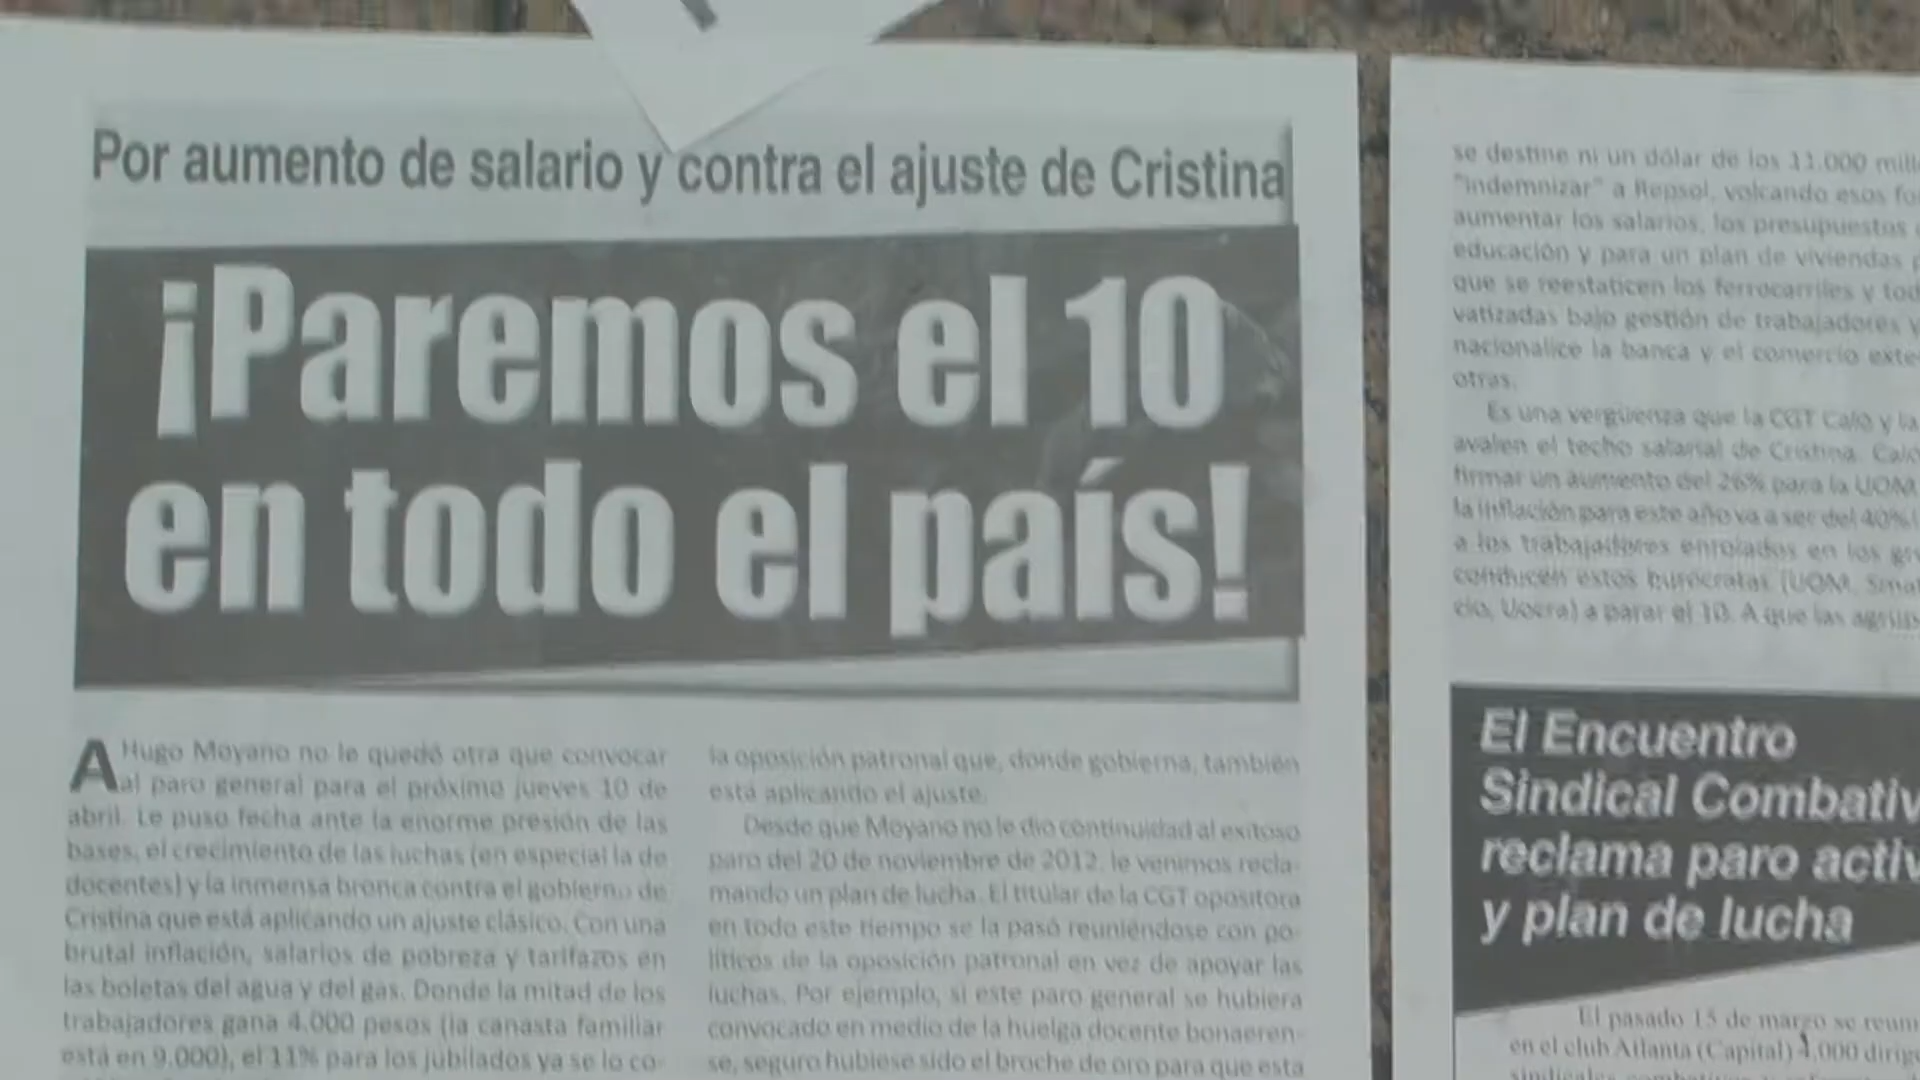 Por aumento de salario y contra el ajuste de Cristina
¡Paremos el 10
en todo el país!
A Hugo Moyano no le quedó otra que convocar
al paro general para el próximo jueves 10 de
abril. Le puso fecha ante la enorme presión de las
bases, el crecimiento de las luchas (en especial la de
docentes) y la inmensa bronca contra el gobierno de
Cristina que está aplicando un ajuste clásico. Con una
brutal inflación, salarios de pobreza y tarifazos en
las boletas del agua y del gas. Donde la mitad de los
trabajadores gana 4.000 pesos (la canasta familiar
está en 9.000), el 11% para los jubilados ya se lo co-
la oposición patronal que, donde gobierna, también
está aplicando el ajuste.
Desde que Moyano no le dio continuidad al exitoso
paro del 20 de noviembre de 2012, le venimos recla-
mando un plan de lucha. El titular de la CGT opositora
en todo este tiempo se la pasó reuniéndose con po-
líticos de la oposición patronal en vez de apoyar las
luchas. Por ejemplo, si este paro general se hubiera
convocado en medio de la huelga docente bonaeren-
se, seguro hubiese sido el broche de oro para que esta
se destine ni un dólar de los 11.000 mill
"indemnizar" a Repsol, volcando esos fo
aumentar los salarios, los presupuestos
educación y para un plan de viviendas p
que se reestaticen los ferrocarriles y tod
vatizadas bajo gestión de trabajadores y
nacionalice la banca y el comercio exte
otras.
Es una vergüenza que la CGT Caló y la
avalen el techo salarial de Cristina. Caló
firmar un aumento del 26% para la UOM,
la inflación para este año va a ser del 40%!
a los trabajadores enrolados en los gr
conducen estos burócratas (UOM, Smat
cio, Uocra) a parar el 10. A que las agrup
El Encuentro
Sindical Combativ
reclama paro activ
y plan de lucha
El pasado 15 de marzo se reun
en el club Atlanta (Capital) 4.000 dirige